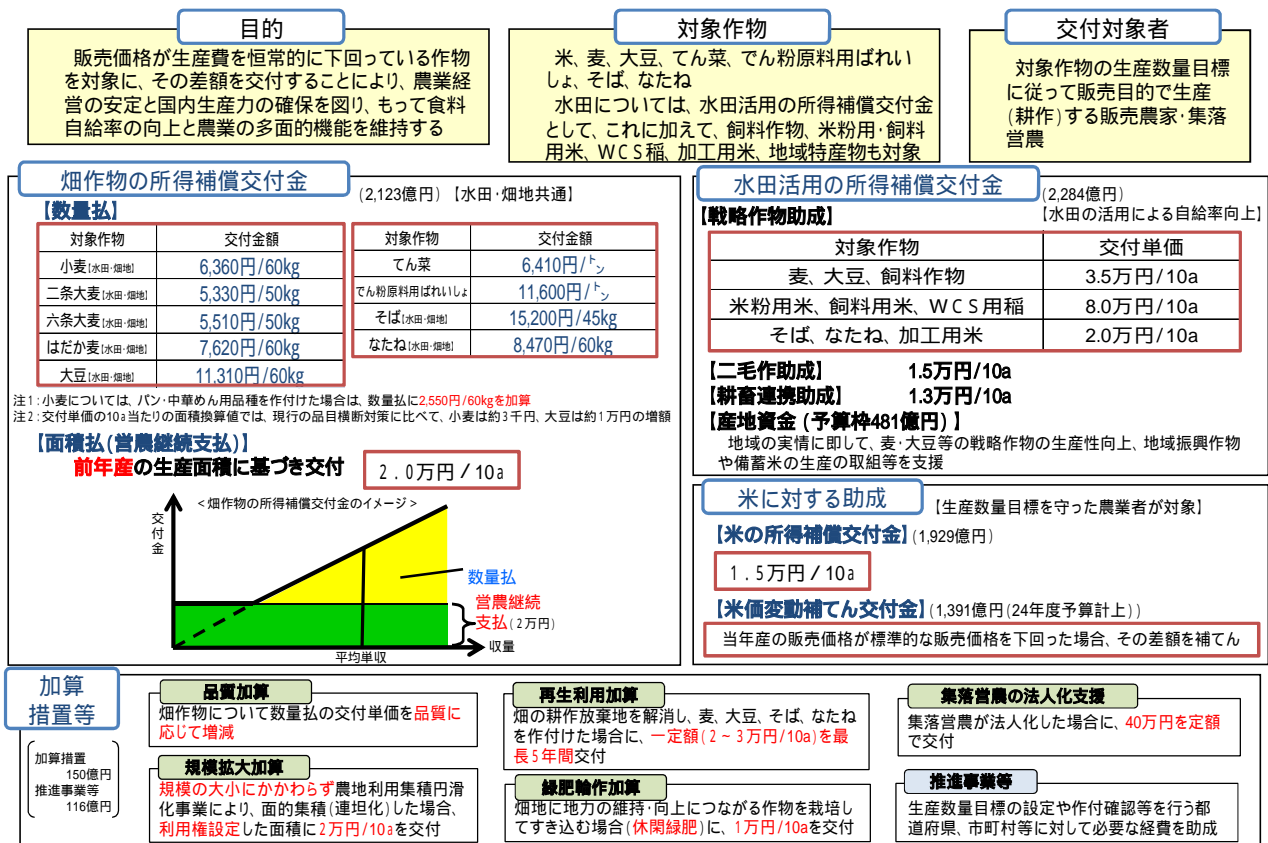 目的
販売価格が生産費を恒常的に下回っている作物
を対象に、その差額を交付することにより、農業経
営の安定と国内生産力の確保を図り、もって食料
自給率の向上と農業の多面的機能を維持する
対象作物
米、麦、大豆、てん菜、でん粉原料用ばれい
しょ、そば、なたね
水田については、水田活用の所得補償交付金
として、これに加えて、飼料作物、米粉用・飼料
用米、WCS稲、加工用米、地域特産物も対象
交付対象者
対象作物の生産数量目標
に従って販売目的で生産
(耕作)する販売農家・集落
営農
畑作物の所得補償交付金
(2,123億円)【水田・畑地共通】
【数量払】
対象作物 交付金額
小麦【水田・畑地】 6,360円/60kg
二条大麦【水田・畑地】 5,330円/50kg
六条大麦【水田・畑地】 5,510円/50kg
はだか麦【水田・畑地】 7,620円/60kg
大豆【水田・畑地】 11,310円/60kg
対象作物 交付金額
てん菜 6,410円/トン
でん粉原料用ばれいしょ 11,600円/トン
そば【水田・畑地】 15,200円/45kg
なたね【水田・畑地】 8,470円/60kg
注1:小麦については、パン・中華めん用品種を作付けた場合は、数量払に2,550円/60kgを加算
注2:交付単価の10a当たりの面積換算値では、現行の品目横断対策に比べて、小麦は約3千円、大豆は約1万円の増額
【面積払(営農継続支払)】
前年産の生産面積に基づき交付
2.0万円/10a
<畑作物の所得補償交付金のイメージ>
交付金
数量払
営農継続
支払(2万円)
収量
平均単収
水田活用の所得補償交付金
(2,284億円)
【水田の活用による自給率向上】
【戦略作物助成】
対象作物 交付単価
麦、大豆、飼料作物 3.5万円/10a
米粉用米、飼料用米、WCS用稲 8.0万円/10a
そば、なたね、加工用米 2.0万円/10a
【二毛作助成】 1.5万円/10a
【耕畜連携助成】 1.3万円/10a
【産地資金(予算枠481億円)】
地域の実情に即して、麦・大豆等の戦略作物の生産性向上、地域振興作物
や備蓄米の生産の取組等を支援
米に対する助成
【生産数量目標を守った農業者が対象】
【米の所得補償交付金】(1,929億円)
1.5万円/10a
【米価変動補てん交付金】(1,391億円(24年度予算計上))
当年産の販売価格が標準的な販売価格を下回った場合、その差額を補てん
加算
措置等
加算措置
150億円
推進事業等
116億円
品質加算
畑作物について数量払の交付単価を品質に
応じて増減
規模拡大加算
規模の大小にかかわらず農地利用集積円滑
化事業により、面的集積(連坦化)した場合、
利用権設定した面積に2万円/10aを交付
再生利用加算
畑の耕作放棄地を解消し、麦、大豆、そば、なたね
を作付けた場合に、一定額(2~3万円/10a)を最
長5年間交付
緑肥輪作加算
畑地に地力の維持・向上につながる作物を栽培し
てすき込む場合(休閑緑肥)に、1万円/10aを交付
集落営農の法人化支援
集落営農が法人化した場合に、40万円を定額
で交付
推進事業等
生産数量目標の設定や作付確認等を行う都
道府県、市町村等に対して必要な経費を助成